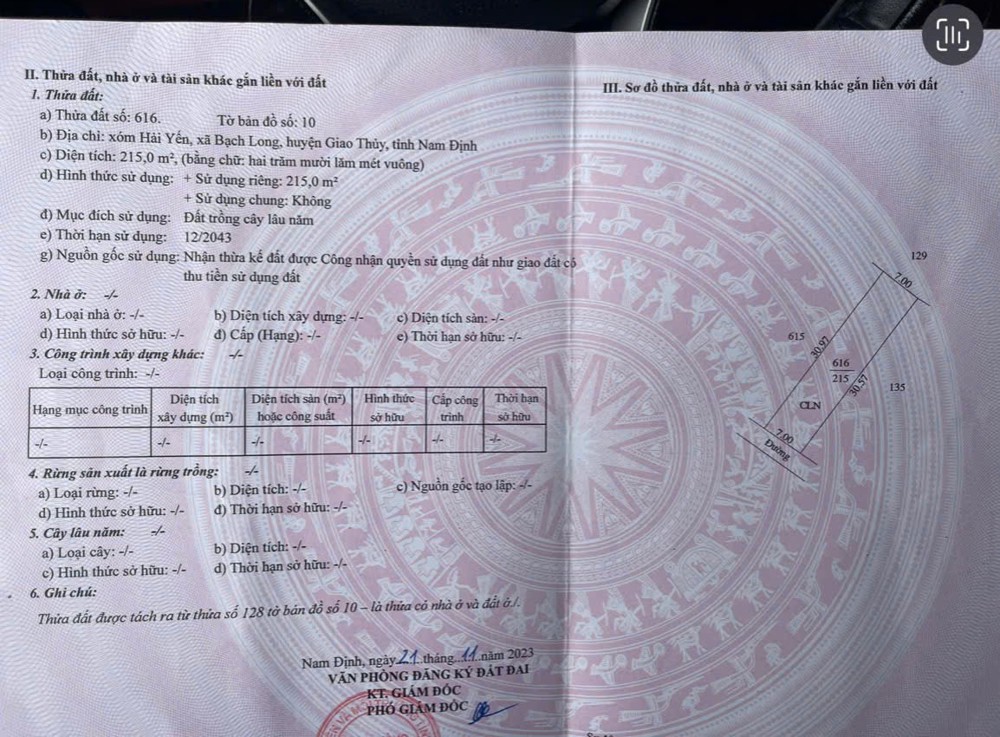 II. Thửa đất, nhà ở và tài sản khác gắn liền với đất
1. Thửa đất:
a) Thửa đất số: 616. Tờ bản đồ số: 10
b) Địa chỉ: xóm Hải Yến, xã Bạch Long, huyện Giao Thủy, tỉnh Nam Định
c) Diện tích: 215,0 m², (bằng chữ: hai trăm mười lăm mét vuông)
d) Hình thức sử dụng: + Sử dụng riêng: 215,0 m²
+ Sử dụng chung: Không
đ) Mục đích sử dụng: Đất trồng cây lâu năm
e) Thời hạn sử dụng: 12/2043
g) Nguồn gốc sử dụng: Nhận thừa kế đất được Công nhận quyền sử dụng đất như giao đất có
thu tiền sử dụng đất
2. Nhà ở: -/-
a) Loại nhà ở: -/- b) Diện tích xây dựng: -/- c) Diện tích sàn: -/-
d) Hình thức sở hữu: -/- đ) Cấp (Hạng): -/- e) Thời hạn sở hữu: -/-
3. Công trình xây dựng khác: -/-
Loại công trình: -/-
Hạng mục công trình | Diện tích xây dựng (m²) | Diện tích sàn (m²) hoặc công suất | Hình thức sở hữu | Cấp công trình | Thời hạn sở hữu
-/- | -/- | -/- | -/- | -/- | -/-
4. Rừng sản xuất là rừng trồng: -/-
a) Loại rừng: -/- b) Diện tích: -/- c) Nguồn gốc tạo lập: -/-
d) Hình thức sở hữu: -/- đ) Thời hạn sở hữu: -/-
5. Cây lâu năm: -/-
a) Loại cây: -/- b) Diện tích: -/-
c) Hình thức sở hữu: -/- d) Thời hạn sở hữu: -/-
6. Ghi chú:
Thửa đất được tách ra từ thửa số 128 tờ bản đồ số 10 – là thửa có nhà ở và đất ở./.
Nam Định, ngày 21 tháng 11 năm 2023
VĂN PHÒNG ĐĂNG KÝ ĐẤT ĐAI
KT. GIÁM ĐỐC
PHÓ GIÁM ĐỐC
III. Sơ đồ thửa đất, nhà ở và tài sản khác gắn liền với đất
129
7.00
615
30.97
616
215
30.57
135
CLN
7.00
Đường